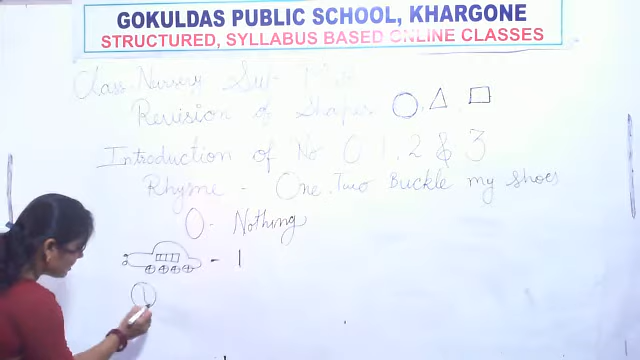 GOKULDAS PUBLIC SCHOOL, KHARGONE
STRUCTURED, SYLLABUS BASED ONLINE CLASSES
Class-Nursery Sub-
Revision of Shapes
Introduction of No 0, 1, 2 & 3
Rhyme - One, Two Buckle my shoes
0 - Nothing
- 1